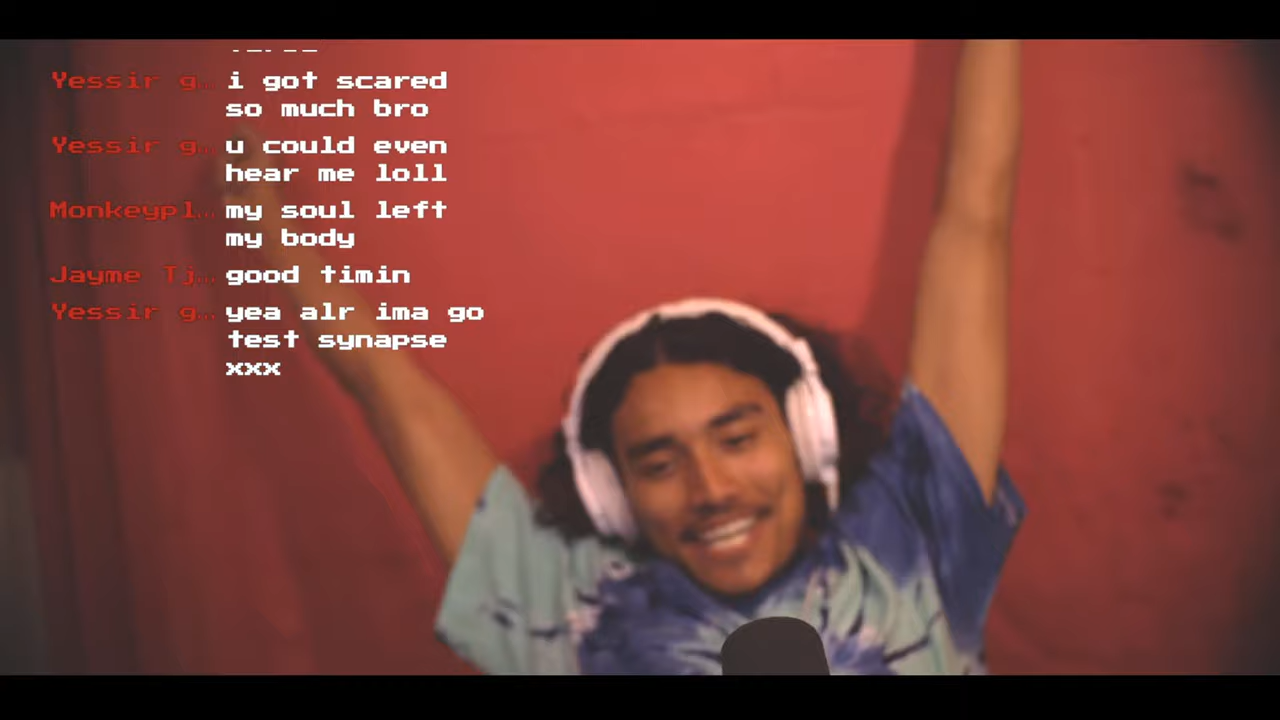 Yessir g... i got scared
so much bro
Yessir g... u could even
hear me loll
Monkeypl... my soul left
my body
Jayme Tj... good timin
Yessir g... yea alr ima go
test synapse
xxx